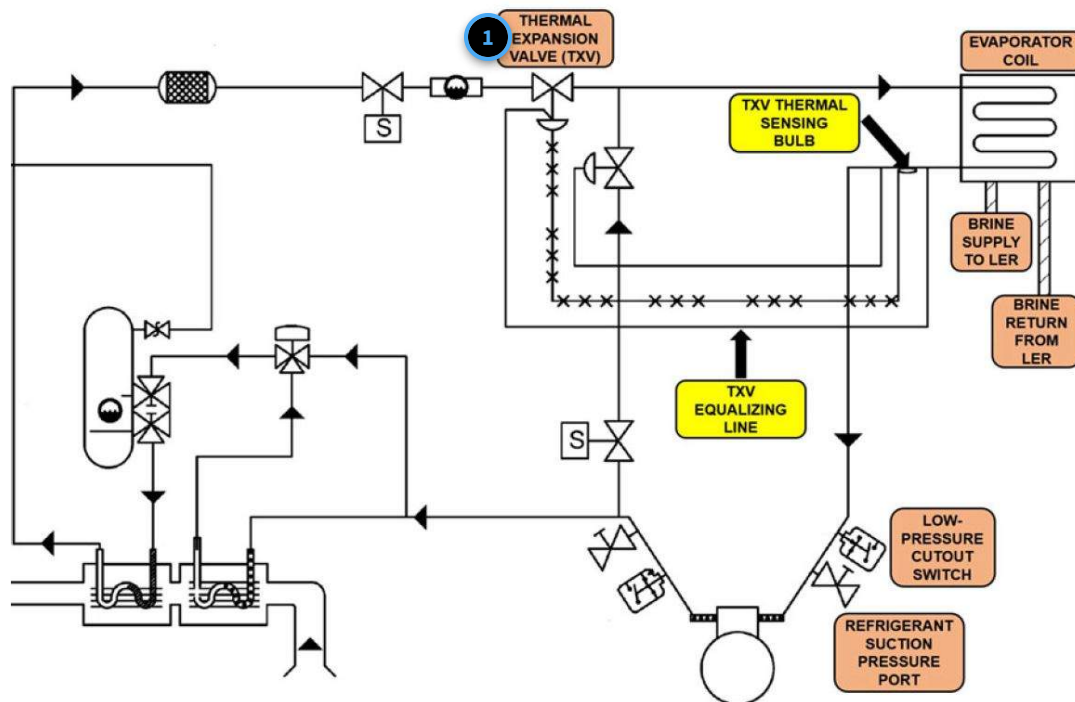 1
THERMAL
EXPANSION
VALVE (TXV)
EVAPORATOR
COIL
TXV THERMAL
SENSING
BULB
S
BRINE
SUPPLY
TO LER
BRINE
RETURN
FROM
LER
TXV
EQUALIZING
LINE
S
LOW-
PRESSURE
CUTOUT
SWITCH
REFRIGERANT
SUCTION
PRESSURE
PORT